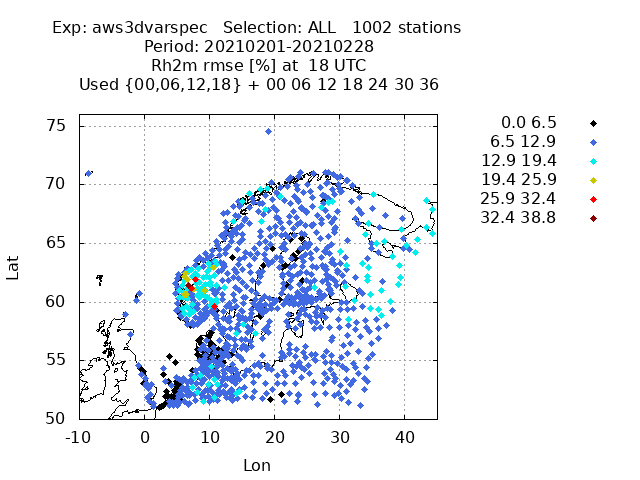 Exp: aws3dvarspec Selection: ALL 1002 stations
Period: 20210201-20210228
Rh2m rmse [%] at 18 UTC
Used {00,06,12,18} + 00 06 12 18 24 30 36
75
70
65
60
55
50
Lat
-10 0 10 20 30 40
Lon
0.0 6.5
6.5 12.9
12.9 19.4
19.4 25.9
25.9 32.4
32.4 38.8